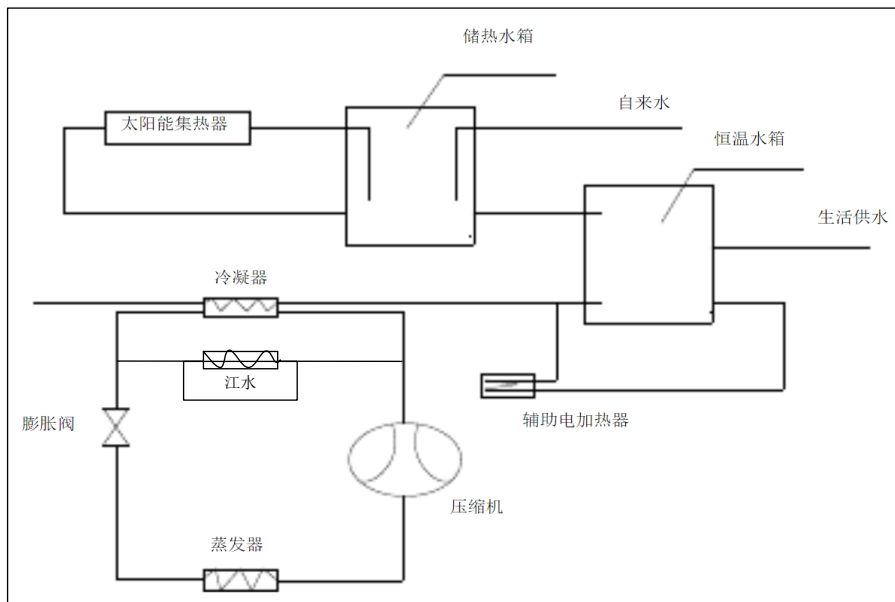 储热水箱
自来水
太阳能集热器
恒温水箱
生活供水
冷凝器
江水
膨胀阀
辅助电加热器
压缩机
蒸发器